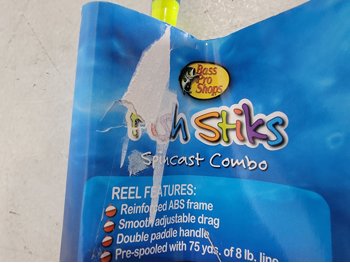 Bass
Pro
Shops
Stiks
Spincast Combo
REEL FEATURES:
Reinforced ABS frame
Smooth adjustable drag
Double paddle handle
Pre-spooled with 75 yds. of 8 lb. line